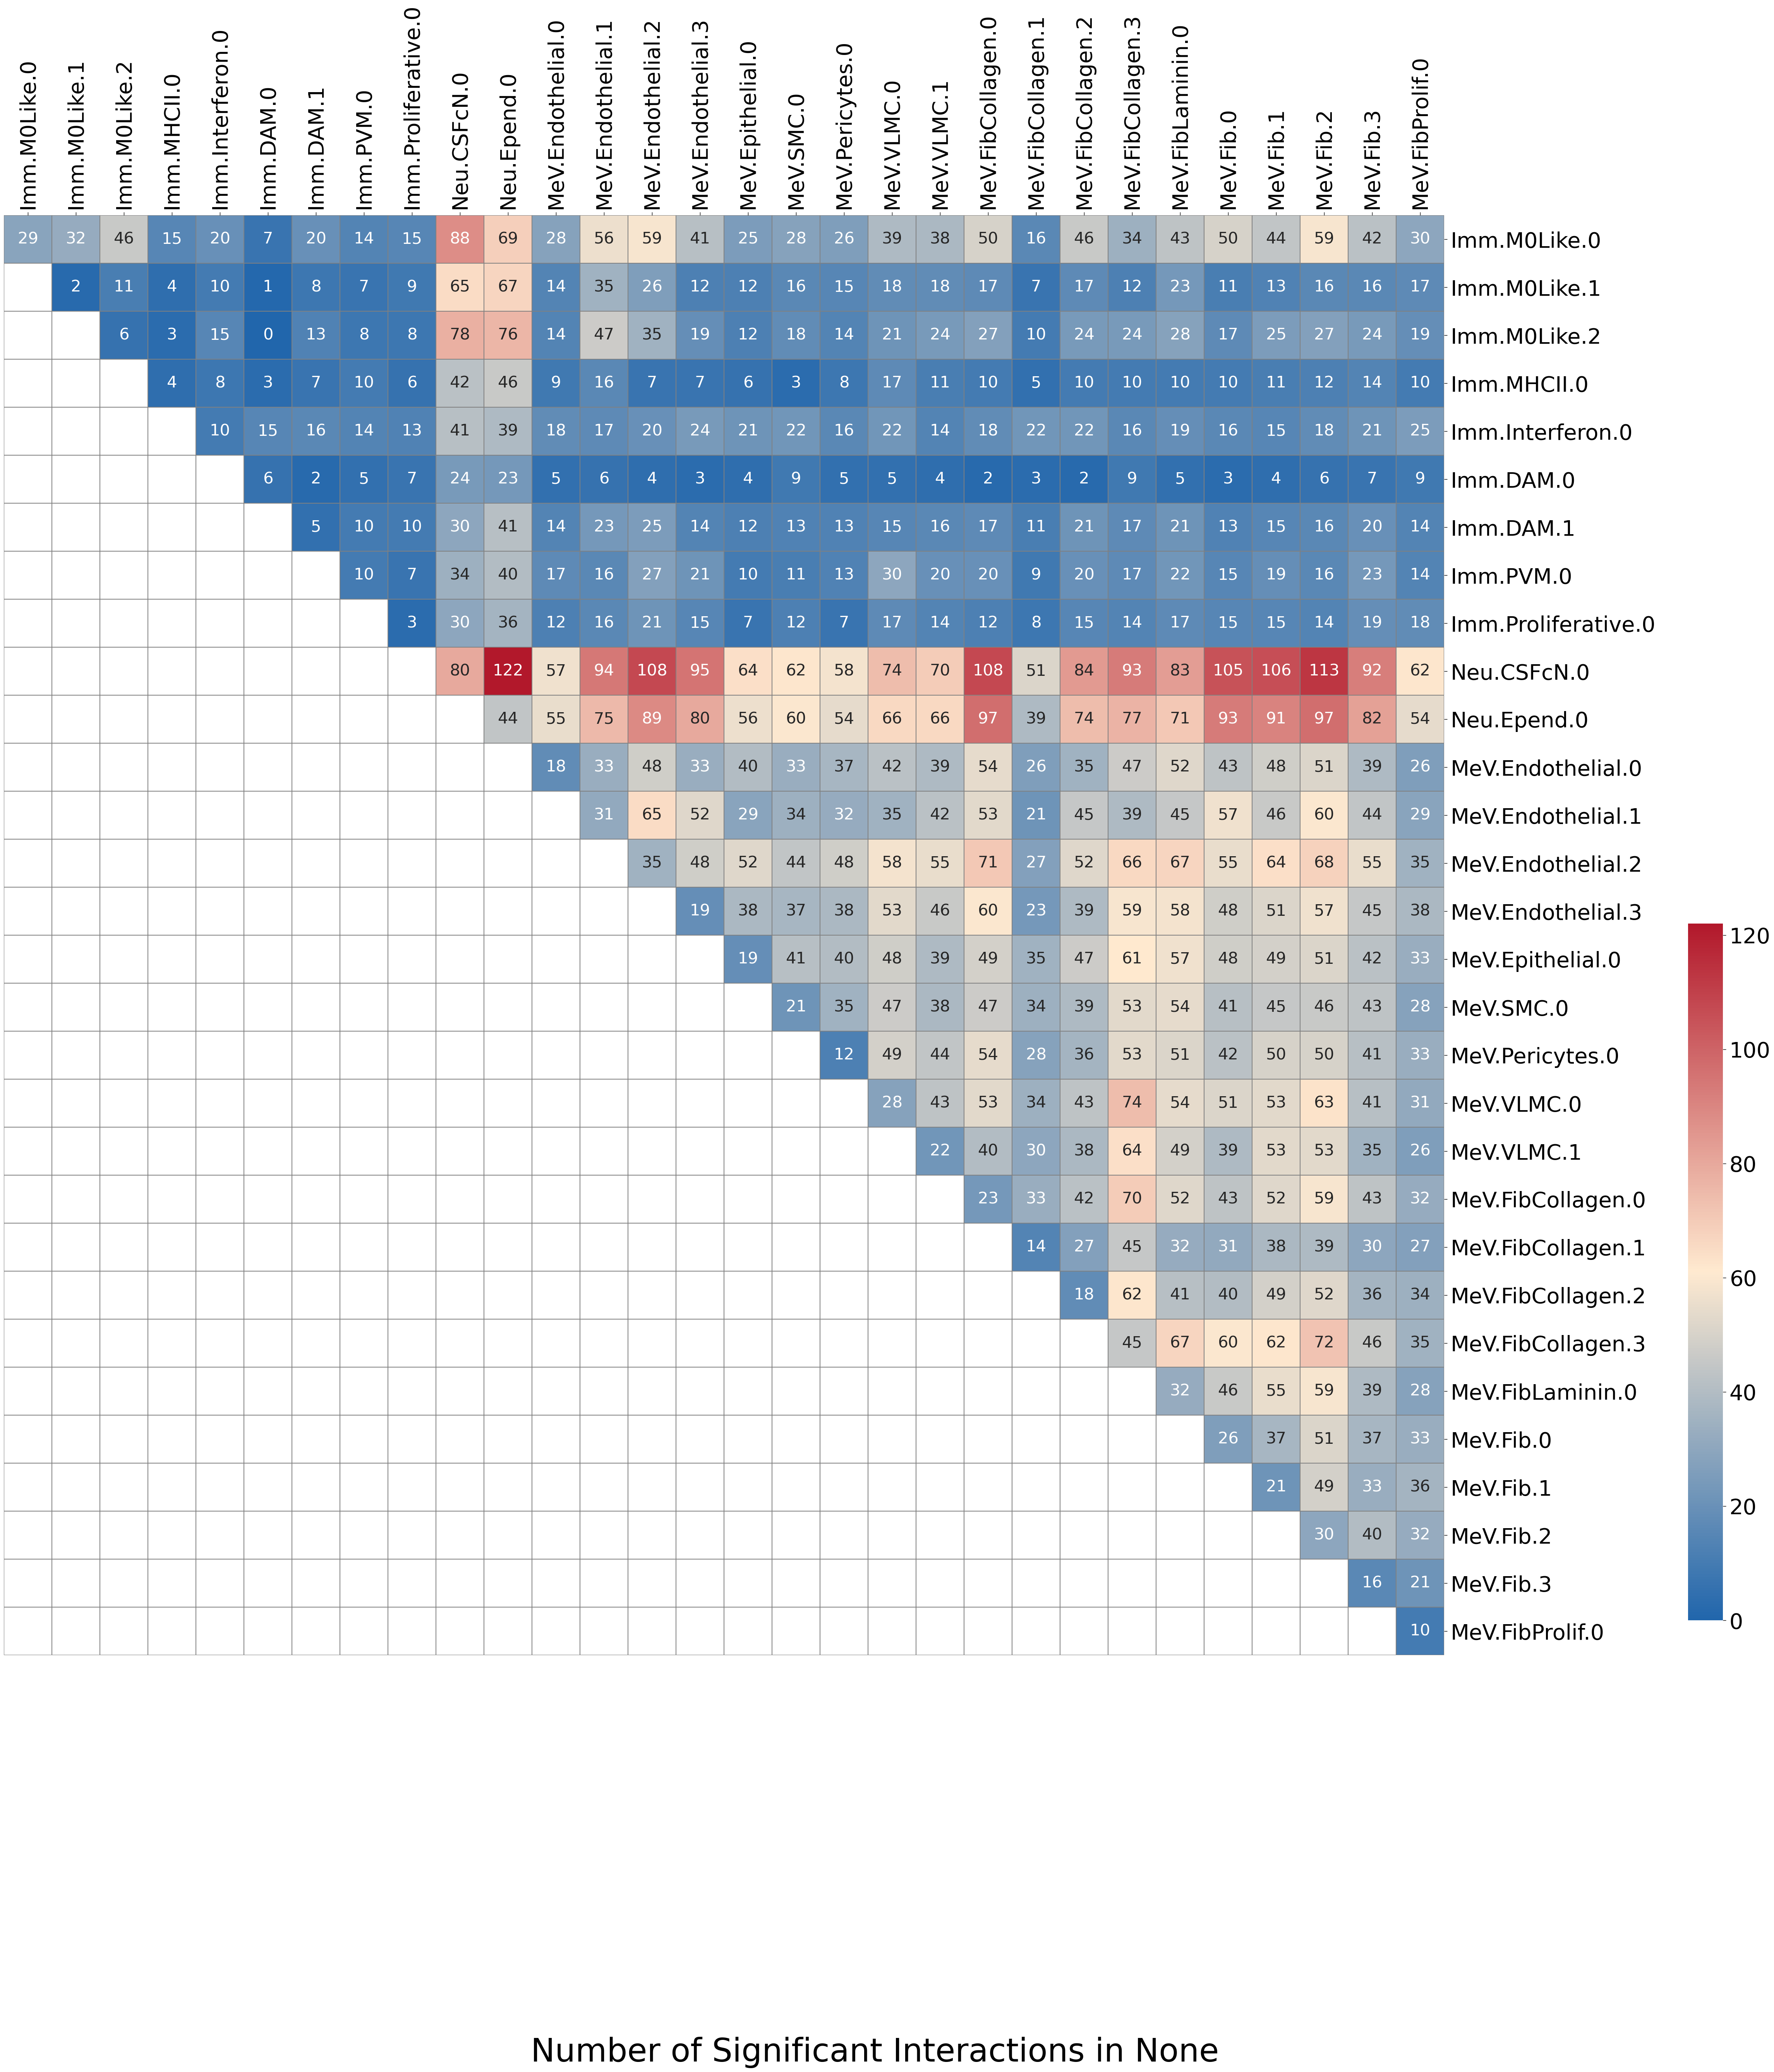 Imm.M0Like.0
Imm.M0Like.1
Imm.M0Like.2
Imm.MHCII.0
Imm.Interferon.0
Imm.DAM.0
Imm.DAM.1
Imm.PVM.0
Imm.Proliferative.0
Neu.CSFcN.0
Neu.Epend.0
MeV.Endothelial.0
MeV.Endothelial.1
MeV.Endothelial.2
MeV.Endothelial.3
MeV.Epithelial.0
MeV.SMC.0
MeV.Pericytes.0
MeV.VLMC.0
MeV.VLMC.1
MeV.FibCollagen.0
MeV.FibCollagen.1
MeV.FibCollagen.2
MeV.FibCollagen.3
MeV.FibLaminin.0
MeV.Fib.0
MeV.Fib.1
MeV.Fib.2
MeV.Fib.3
MeV.FibProlif.0
29 32 46 15 20 7 20 14 15 88 69 28 56 59 41 25 28 26 39 38 50 16 46 34 43 50 44 59 42 30 Imm.M0Like.0
2 11 4 10 1 8 7 9 65 67 14 35 26 12 12 16 15 18 18 17 7 17 12 23 11 13 16 16 17 Imm.M0Like.1
6 3 15 0 13 8 8 78 76 14 47 35 19 12 18 14 21 24 27 10 24 24 28 17 25 27 24 19 Imm.M0Like.2
4 8 3 7 10 6 42 46 9 16 7 7 6 3 8 17 11 10 5 10 10 10 10 11 12 14 10 Imm.MHCII.0
10 15 16 14 13 41 39 18 17 20 24 21 22 16 22 14 18 22 22 16 19 16 15 18 21 25 Imm.Interferon.0
6 2 5 7 24 23 5 6 4 3 4 9 5 5 4 2 3 2 9 5 3 4 6 7 9 Imm.DAM.0
5 10 10 30 41 14 23 25 14 12 13 13 15 16 17 11 21 17 21 13 15 16 20 14 Imm.DAM.1
10 7 34 40 17 16 27 21 10 11 13 30 20 20 9 20 17 22 15 19 16 23 14 Imm.PVM.0
3 30 36 12 16 21 15 7 12 7 17 14 12 8 15 14 17 15 15 14 19 18 Imm.Proliferative.0
80 122 57 94 108 95 64 62 58 74 70 108 51 84 93 83 105 106 113 92 62 Neu.CSFcN.0
44 55 75 89 80 56 60 54 66 66 97 39 74 77 71 93 91 97 82 54 Neu.Epend.0
18 33 48 33 40 33 37 42 39 54 26 35 47 52 43 48 51 39 26 MeV.Endothelial.0
31 65 52 29 34 32 35 42 53 21 45 39 45 57 46 60 44 29 MeV.Endothelial.1
35 48 52 44 48 58 55 71 27 52 66 67 55 64 68 55 35 MeV.Endothelial.2
19 38 37 38 53 46 60 23 39 59 58 48 51 57 45 38 MeV.Endothelial.3
19 41 40 48 39 49 35 47 61 57 48 49 51 42 33 MeV.Epithelial.0
21 35 47 38 47 34 39 53 54 41 45 46 43 28 MeV.SMC.0
12 49 44 54 28 36 53 51 42 50 50 41 33 MeV.Pericytes.0
28 43 53 34 43 74 54 51 53 63 41 31 MeV.VLMC.0
22 40 30 38 64 49 39 53 53 35 26 MeV.VLMC.1
23 33 42 70 52 43 52 59 43 32 MeV.FibCollagen.0
14 27 45 32 31 38 39 30 27 MeV.FibCollagen.1
18 62 41 40 49 52 36 34 MeV.FibCollagen.2
45 67 60 62 72 46 35 MeV.FibCollagen.3
32 46 55 59 39 28 MeV.FibLaminin.0
26 37 51 37 33 MeV.Fib.0
21 49 33 36 MeV.Fib.1
30 40 32 MeV.Fib.2
16 21 MeV.Fib.3
10 MeV.FibProlif.0
120
100
80
60
40
20
0
Number of Significant Interactions in None